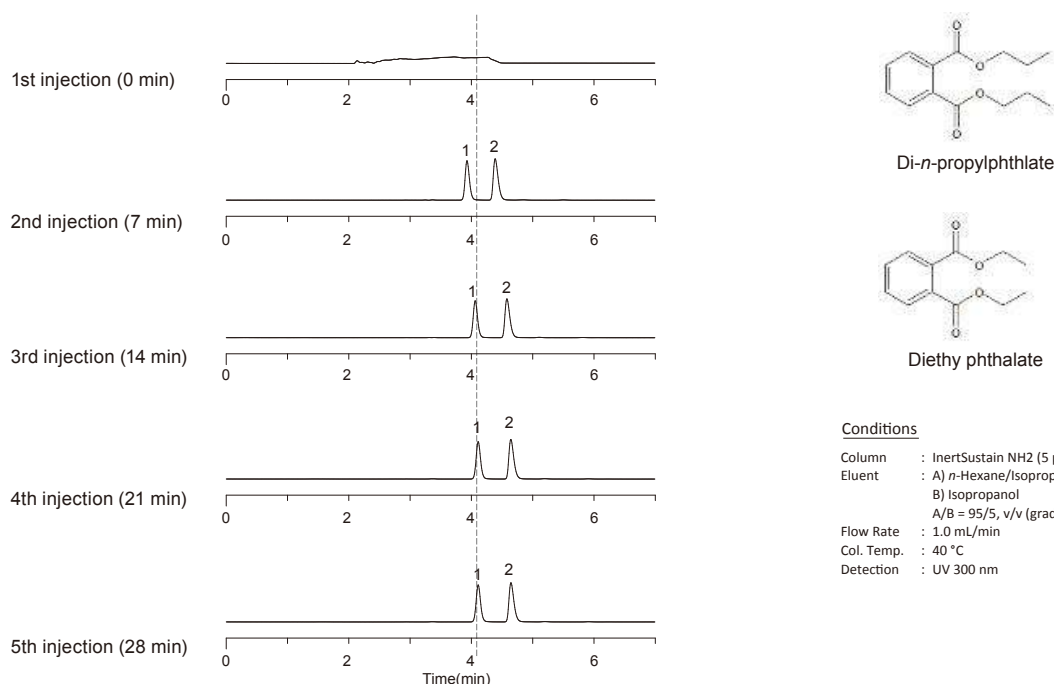 1st injection (0 min)
0 2 4 6
1 2
2nd injection (7 min)
0 2 4 6
1 2
3rd injection (14 min)
0 2 4 6
1 2
4th injection (21 min)
0 2 4 6
1 2
5th injection (28 min)
0 2 4 6
Time(min)
O
O
O
O
Di-n-propylphthlate
O
O
O
O
Diethy phthalate
Conditions
Column : InertSustain NH2 (5
Eluent : A) n-Hexane/
B) Isopropanol
A/B = 95/5, v/v
Flow Rate : 1.0 mL/min
Col. Temp. : 40 °C
Detection : UV 300 nm